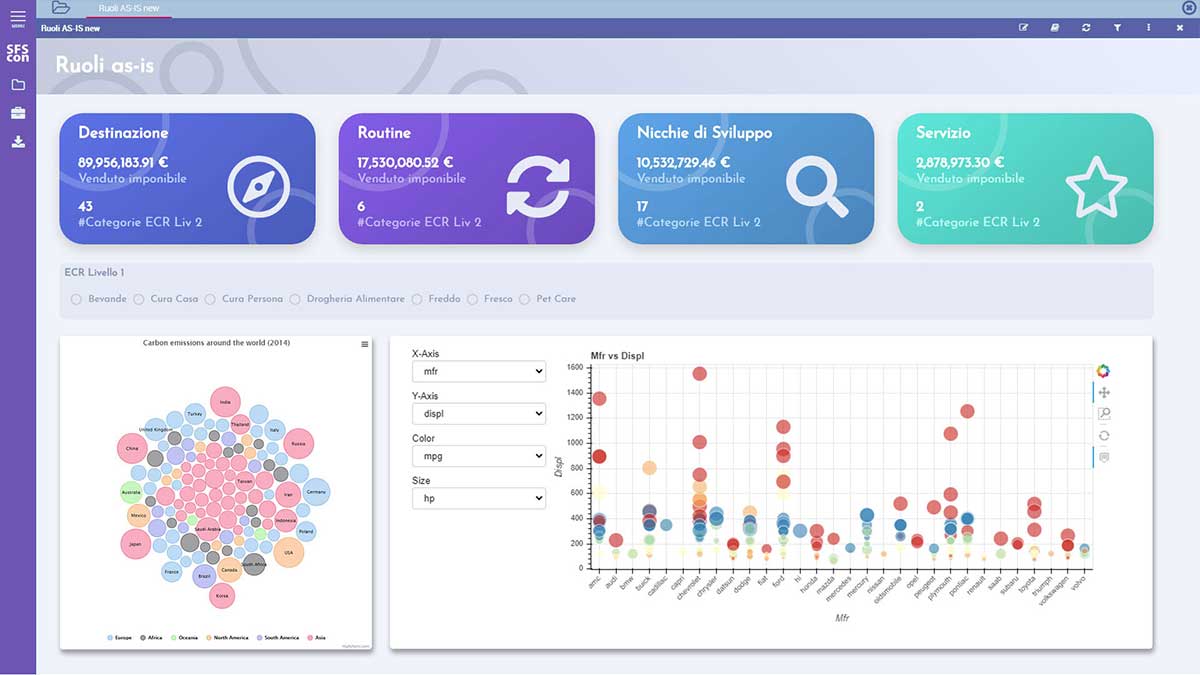 Ruoli AS-IS new
MENU
Ruoli AS-IS new
SFS
con
Ruoli as-is
Destinazione
89,956,183.91 €
Venduto imponibile
43
#Categorie ECR Liv 2
Routine
17,530,080.52 €
Venduto imponibile
6
#Categorie ECR Liv 2
Nicchie di Sviluppo
10,532,729.46 €
Venduto imponibile
17
#Categorie ECR Liv 2
Servizio
2,878,973.30 €
Venduto imponibile
2
#Categorie ECR Liv 2
ECR Livello 1
Bevande Cura Casa Cura Persona Drogheria Alimentare Freddo Fresco Pet Care
Carbon emissions around the world (2014)
India
Turkey
Thailand
United Kingdom
Italy
China
Russia
Taiwan
Australia
Iran
Germany
Mexico
Indonesia
Saudi Arabia
Poland
Japan
USA
South Africa
France
Brazil
Canada
Korea
Europe Africa Oceania North America South America Asia
X-Axis
mfr
Y-Axis
displ
Color
mpg
Size
hp
Mfr vs Displ
1600
1400
1200
1000
800
600
400
200
0
Displ
amc audi bmw buick cadillac capri chevrolet chrysler datsun dodge fiat ford hi honda mazda mercedes mercury nissan oldsmobile opel peugeot plymouth pontiac renault saab subaru toyota triumph volkswagen volvo
Mfr